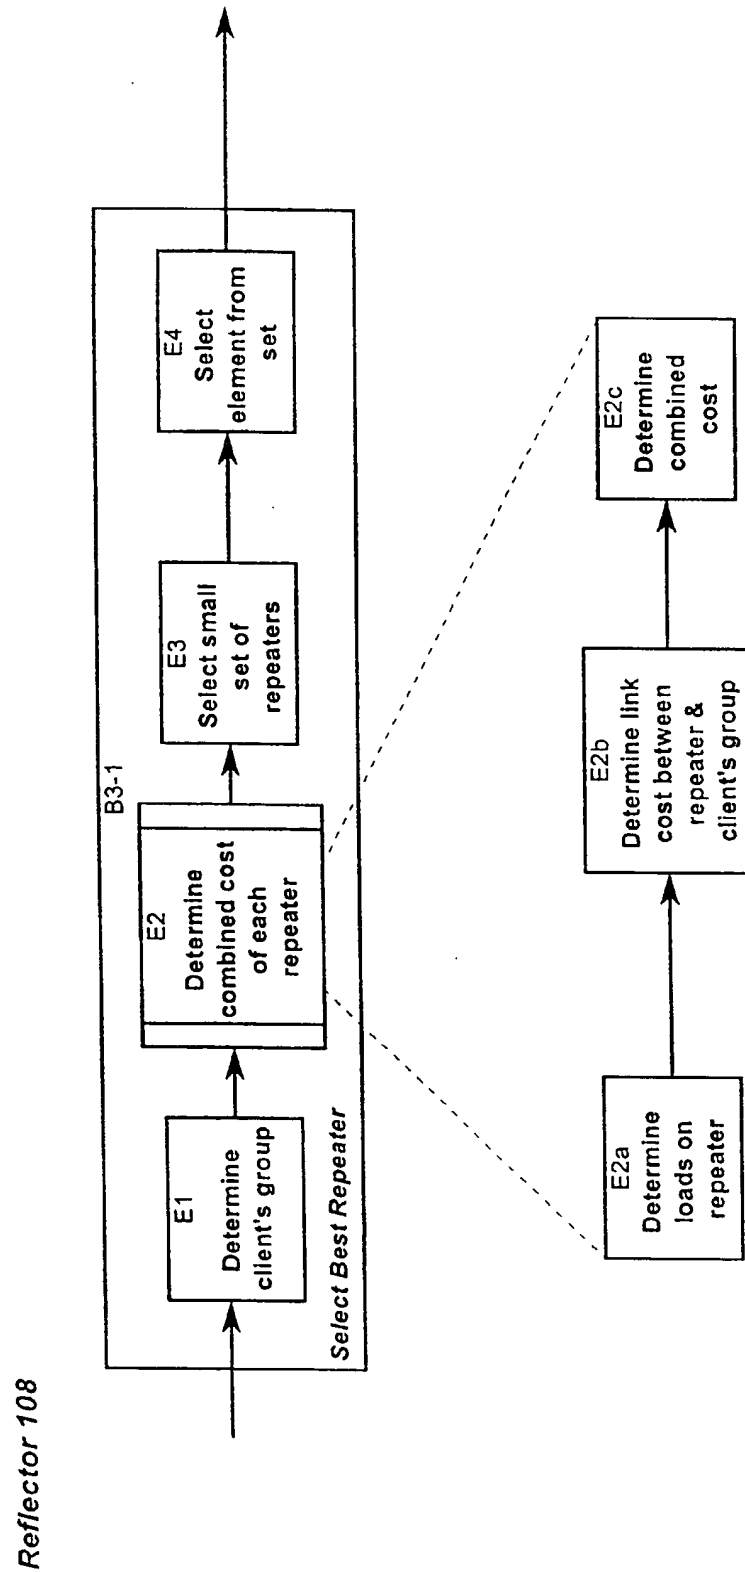 Reflector 108
B3-1
E1
Determine
client's group
E2
Determine
combined cost
of each
repeater
E3
Select small
set of
repeaters
E4
Select
element from
set
Select Best Repeater
E2a
Determine
loads on
repeater
E2b
Determine link
cost between
repeater &
client's group
E2c
Determine
combined
cost